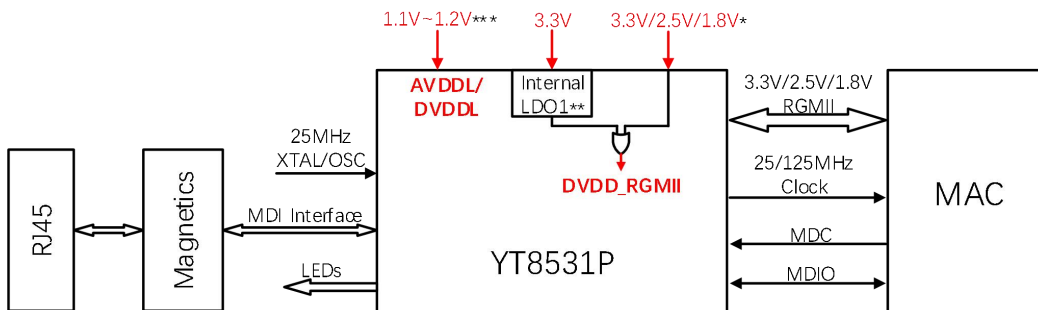 1.1V~1.2V***
3.3V
3.3V/2.5V/1.8V*
AVDDL/
DVDDL
Internal
LDO1**
3.3V/2.5V/1.8V
RGMII
25MHz
XTAL/OSC
DVDD_RGMII
25/125MHz
Clock
RJ45
Magnetics
MDI Interface
YT8531P
MAC
MDC
LEDs
MDIO